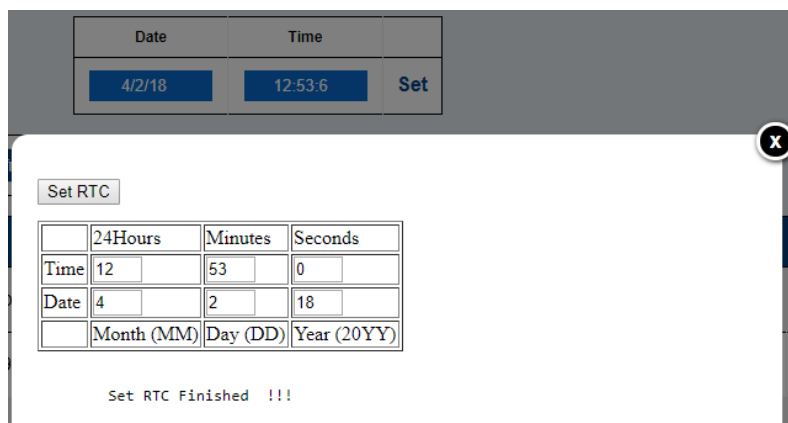 Date Time
4/2/18 12:53:6 Set
x
Set RTC
24Hours Minutes Seconds
Time 12 53 0
Date 4 2 18
Month (MM) Day (DD) Year (20YY)
Set RTC Finished !!!